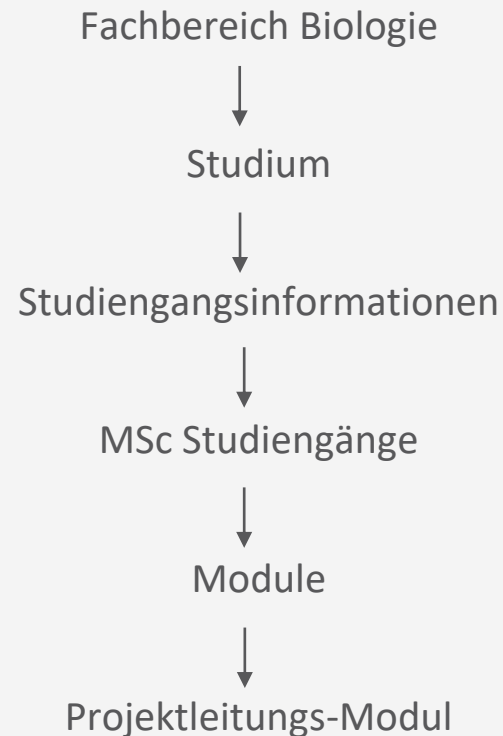 Fachbereich Biologie
Studium
Studiengangsinformationen
MSc Studiengänge
Module
Projektleitungs-Modul